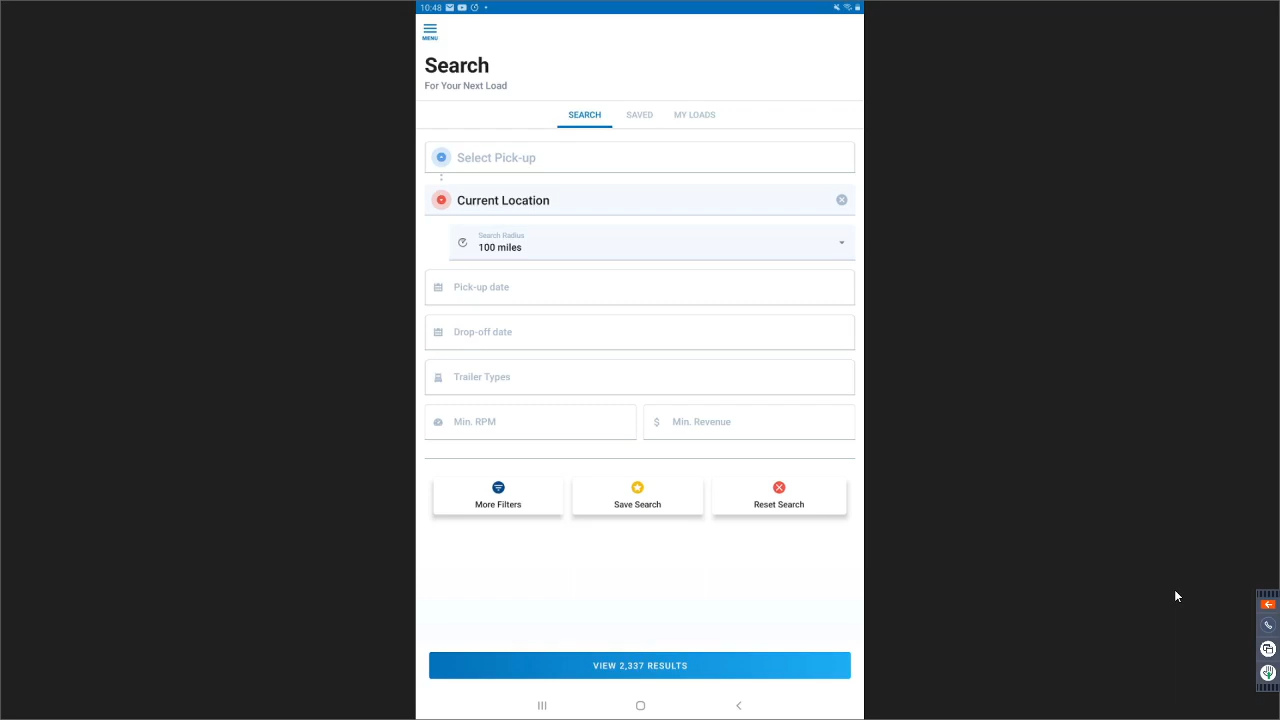 10:48
MENU
Search
For Your Next Load
SEARCH SAVED MY LOADS
Select Pick-up
Current Location
Search Radius
100 miles
Pick-up date
Drop-off date
Trailer Types
Min. RPM $ Min. Revenue
More Filters Save Search Reset Search
VIEW 2,337 RESULTS